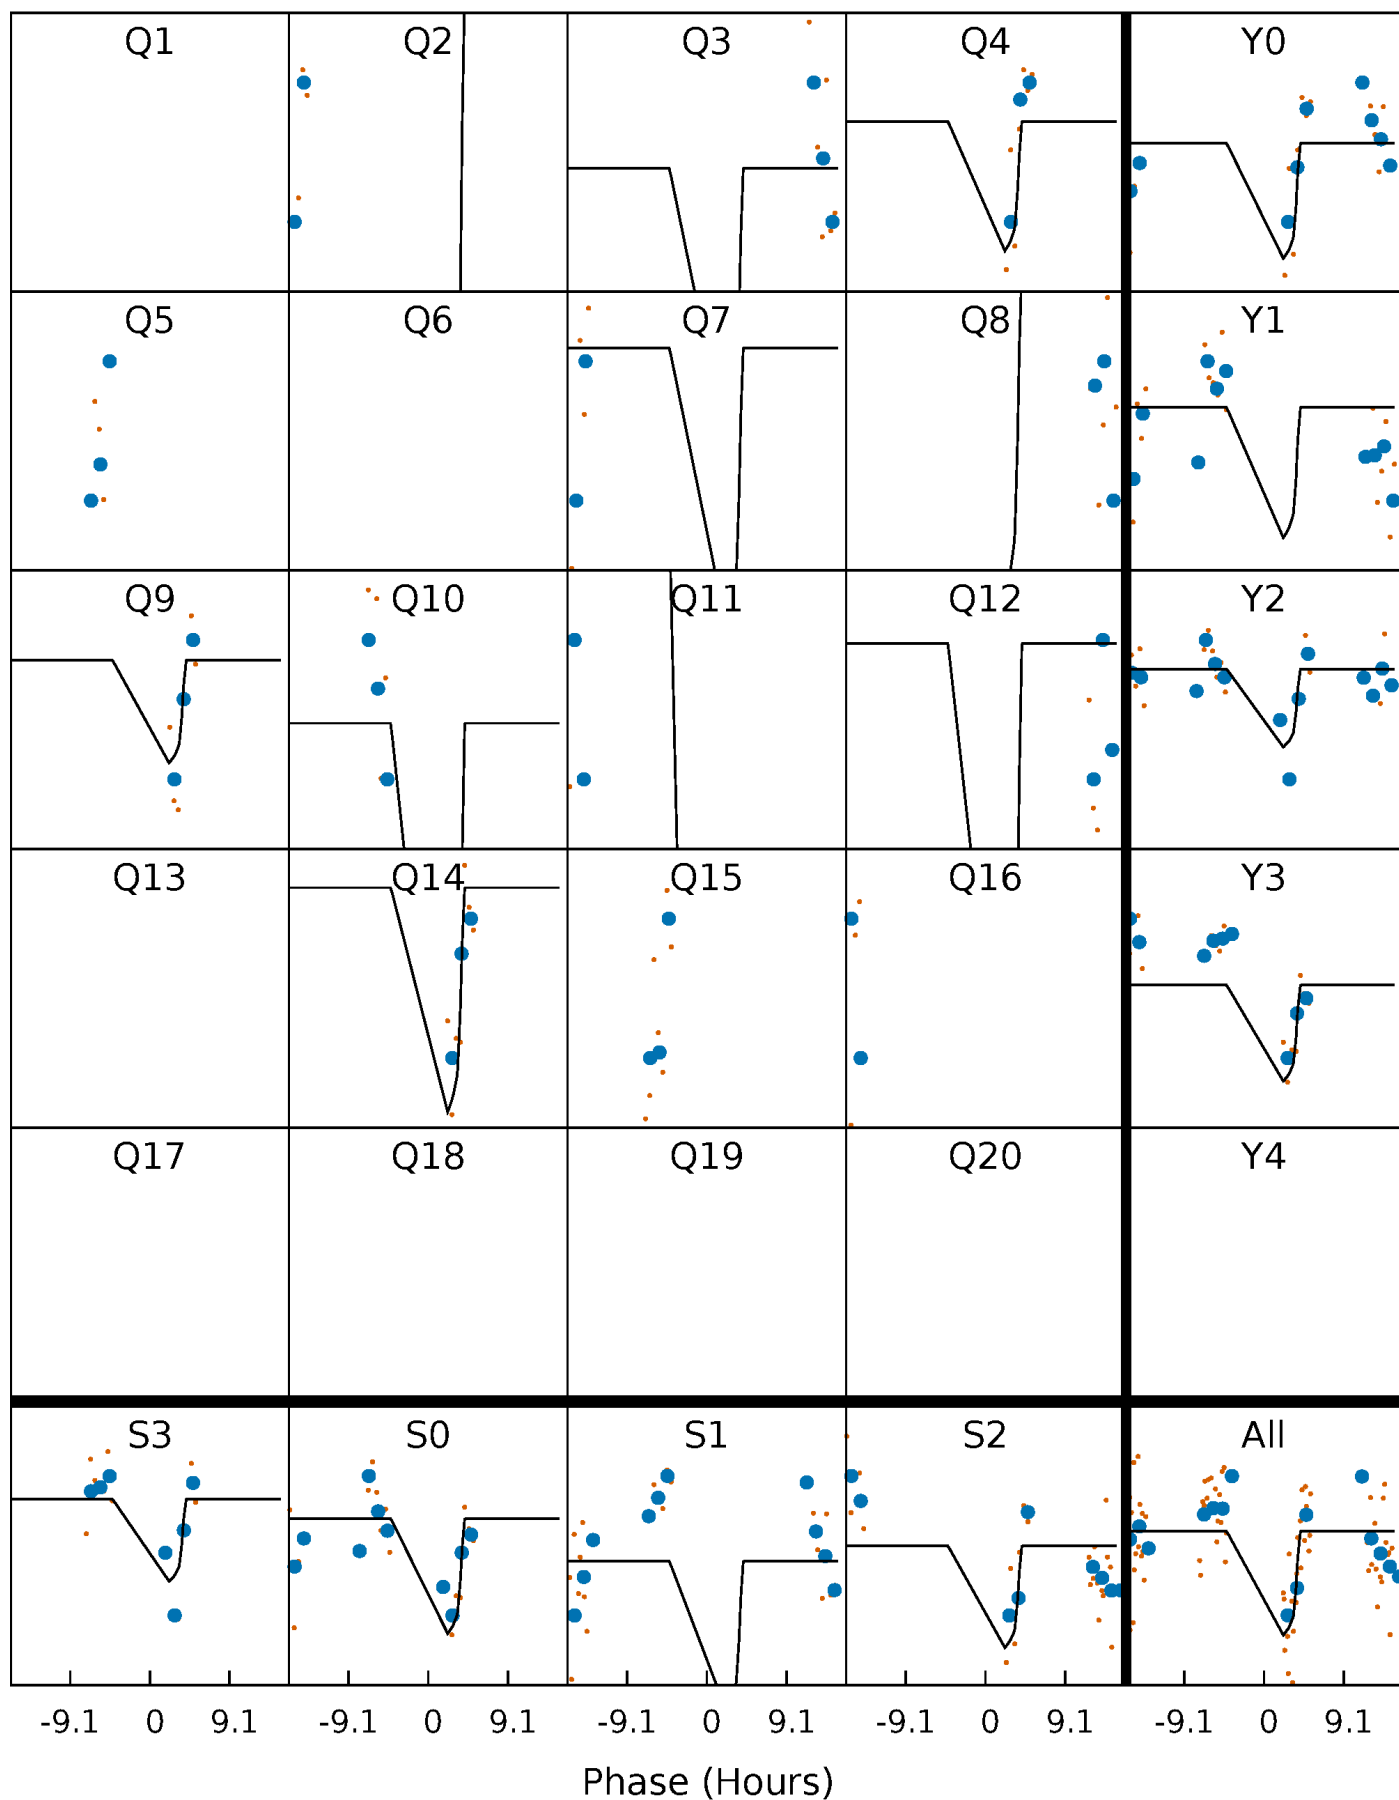 Q1 Q2 Q3 Q4 Y0
Q5 Q6 Q7 Q8 Y1
Q9 Q10 Q11 Q12 Y2
Q13 Q14 Q15 Q16 Y3
Q17 Q18 Q19 Q20 Y4
S3 S0 S1 S2 All
-9.1 0 9.1 -9.1 0 9.1 -9.1 0 9.1 -9.1 0 9.1 -9.1 0 9.1
Phase (Hours)